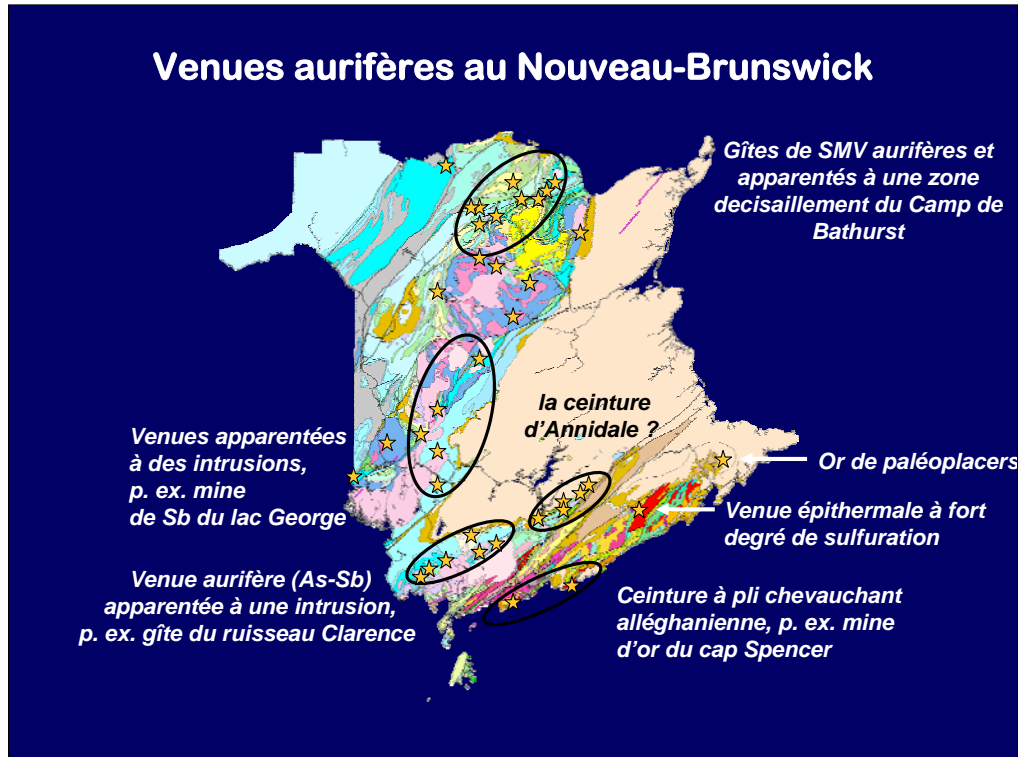 Venues aurifères au Nouveau-Brunswick
Gîtes de SMV aurifères et
apparentés à une zone
decisaillement du Camp de
Bathurst
la ceinture
d'Annidale ?
Venues apparentées
à des intrusions,
p. ex. mine
de Sb du lac George
Or de paléoplacers
Venue épithermale à fort
degré de sulfuration
Venue aurifère (As-Sb)
apparentée à une intrusion,
p. ex. gîte du ruisseau Clarence
Ceinture à pli chevauchant
alléghanienne, p. ex. mine
d'or du cap Spencer